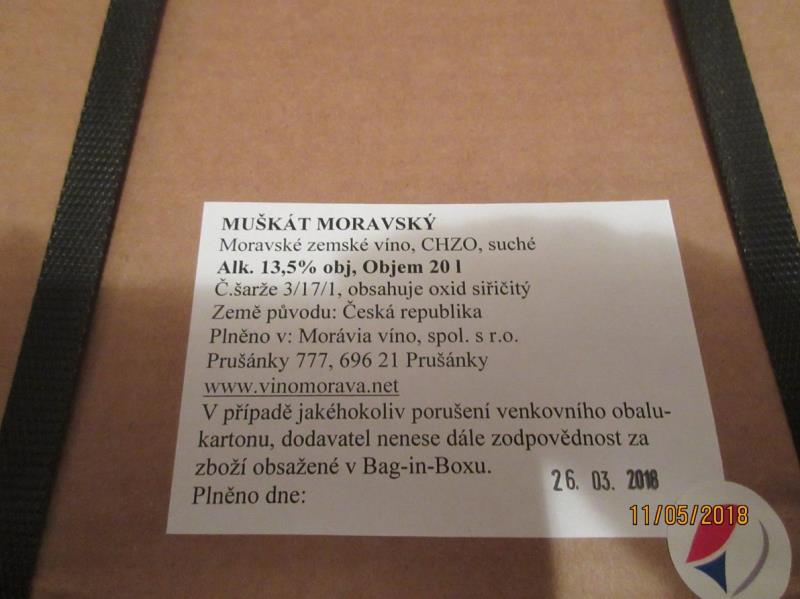 MUŠKÁT MORAVSKÝ
Moravské zemské víno, CHZO, suché
Alk. 13,5% obj, Objem 20 l
Č.šarže 3/17/1, obsahuje oxid siřičitý
Země původu: Česká republika
Plněno v: Morávia víno, spol. s r.o.
Prušánky 777, 696 21 Prušánky
www.vinomorava.net
V případě jakéhokoliv porušení venkovního obalu-
kartonu, dodavatel nenese dále zodpovědnost za
zboží obsažené v Bag-in-Boxu.
Plněno dne: 26. 03. 2018
11/05/2018